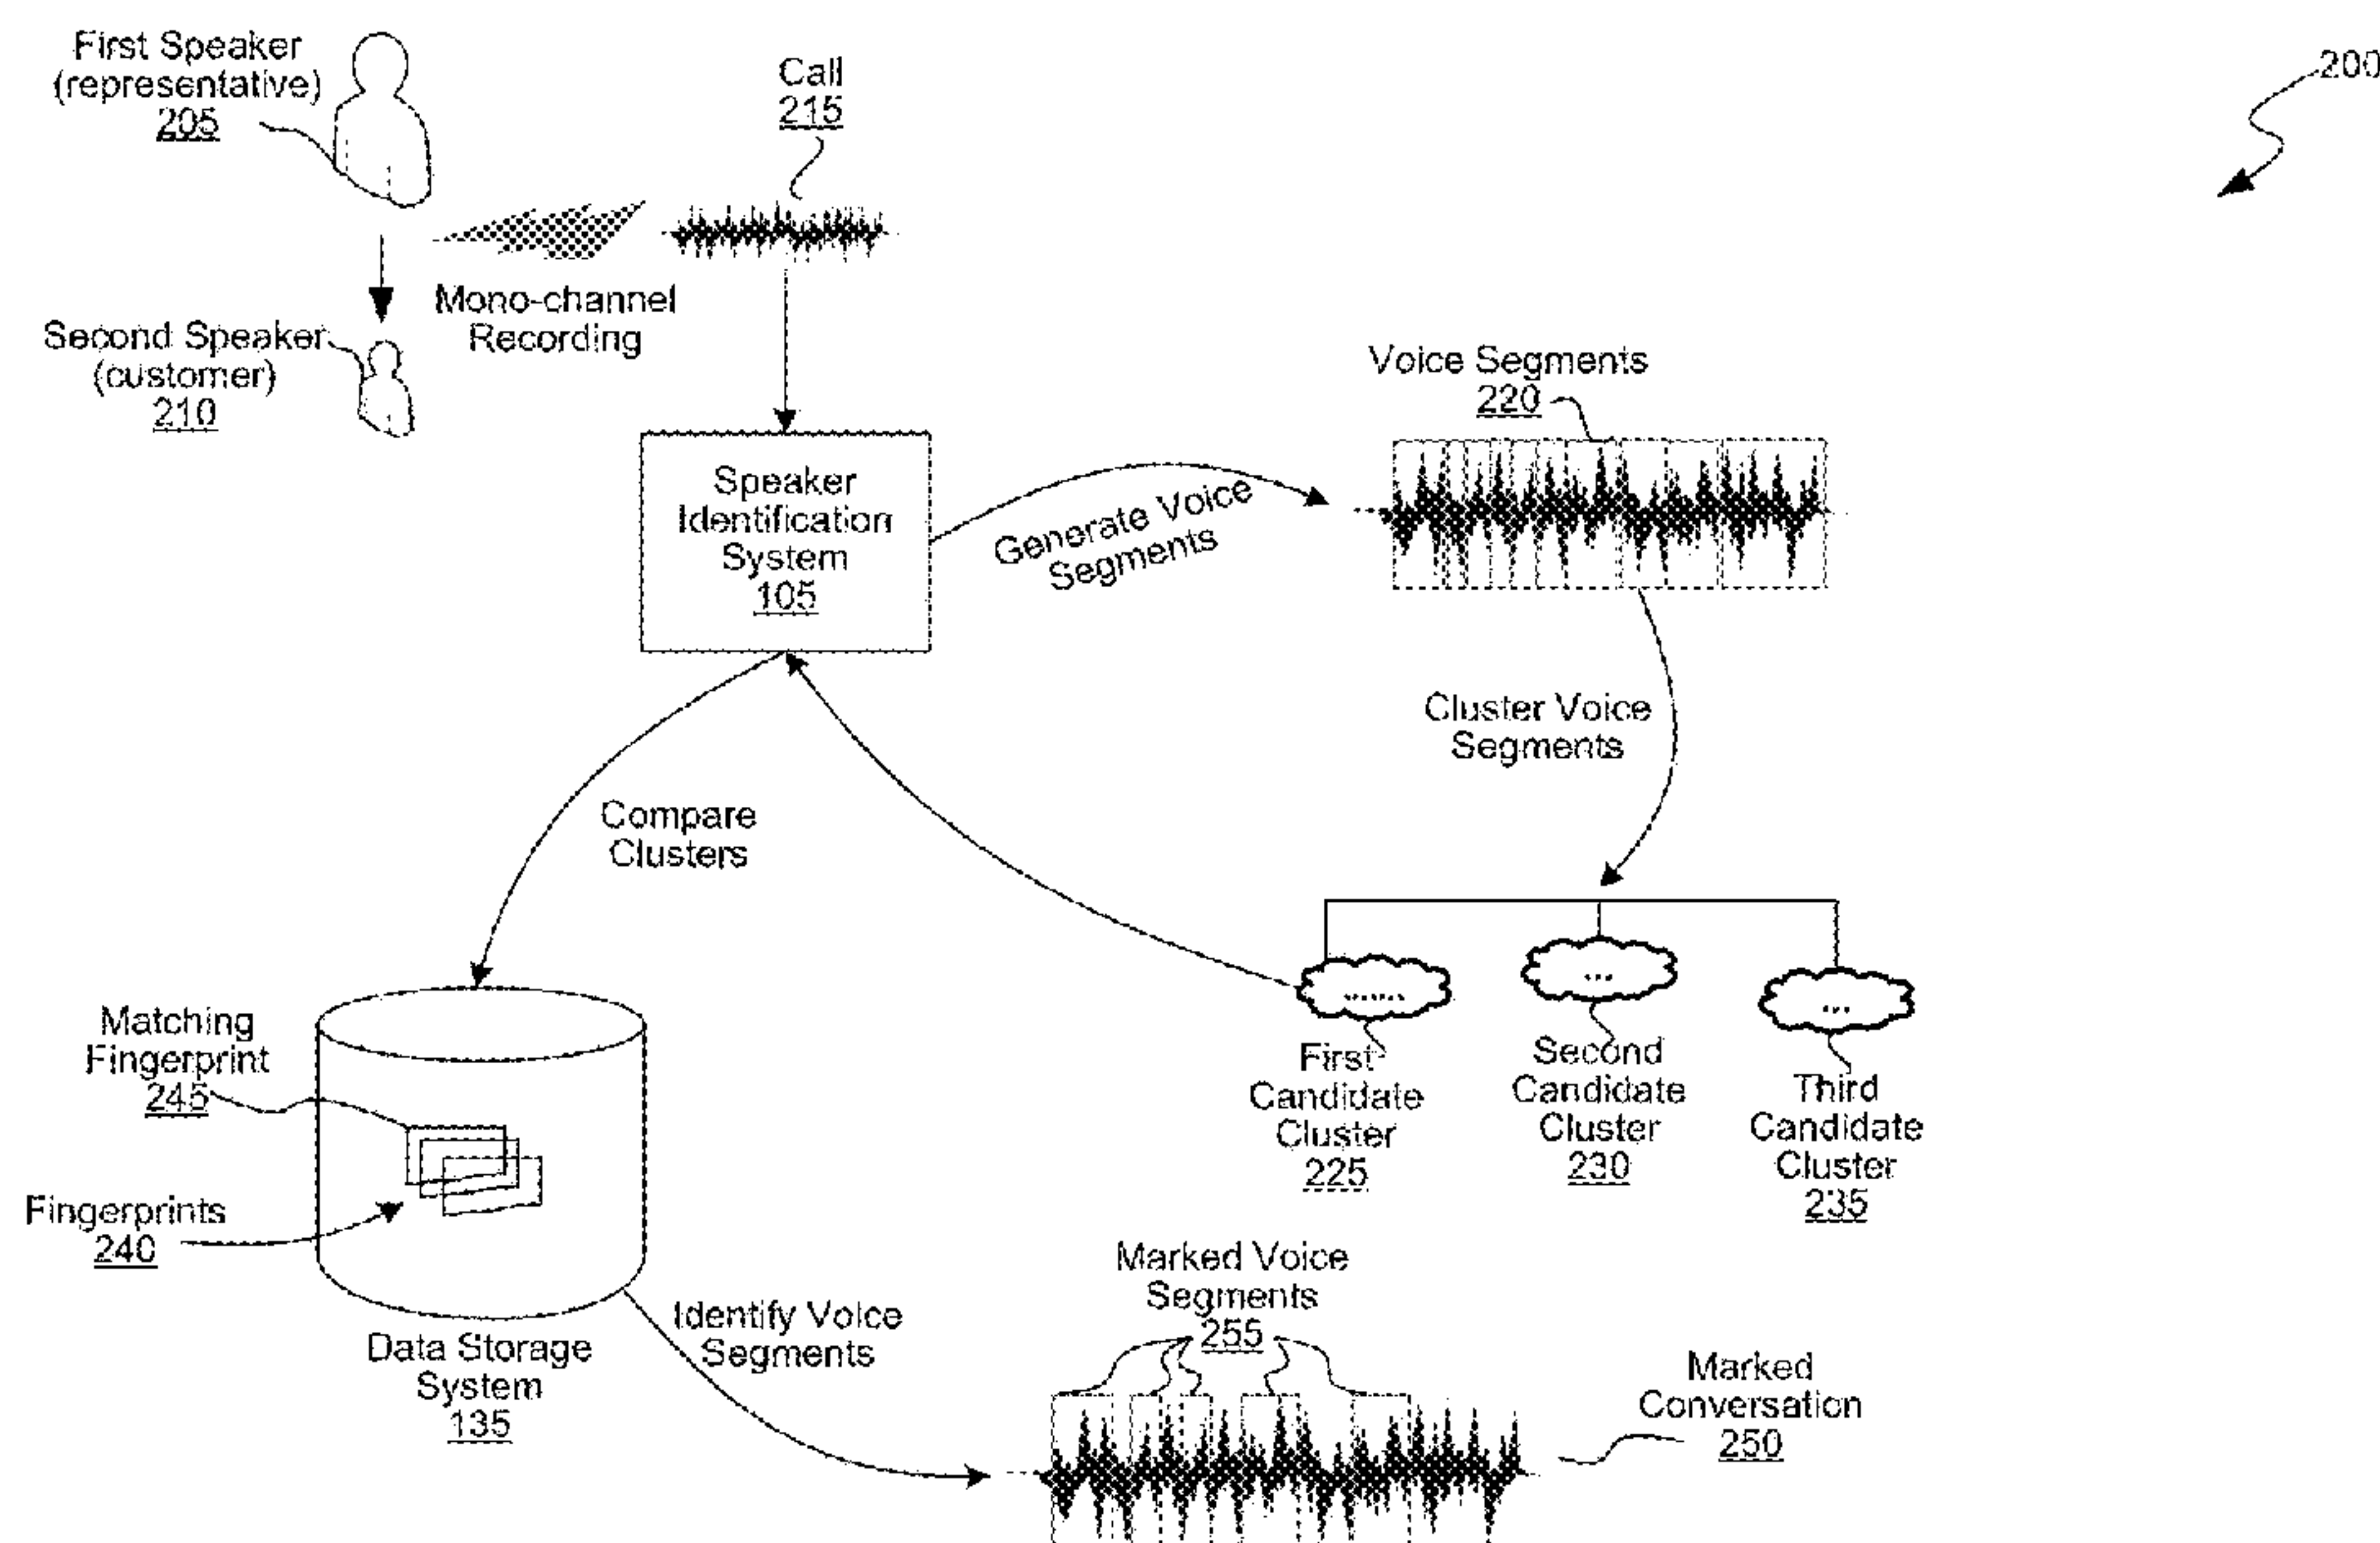 First Speaker
(representative)
205
Call
215
200
Mono-channel
Recording
Second Speaker
(customer)
210
Voice Segments
220
Speaker
Identification
System
105
Generate Voice
Segments
Cluster Voice
Segments
Compare
Clusters
...
...
Matching
Fingerprint
245
First
Candidate
Cluster
225
Second
Candidate
Cluster
230
Third
Candidate
Cluster
235
Fingerprints
240
Marked Voice
Segments
255
Identify Voice
Segments
Data Storage
System
135
Marked
Conversation
250